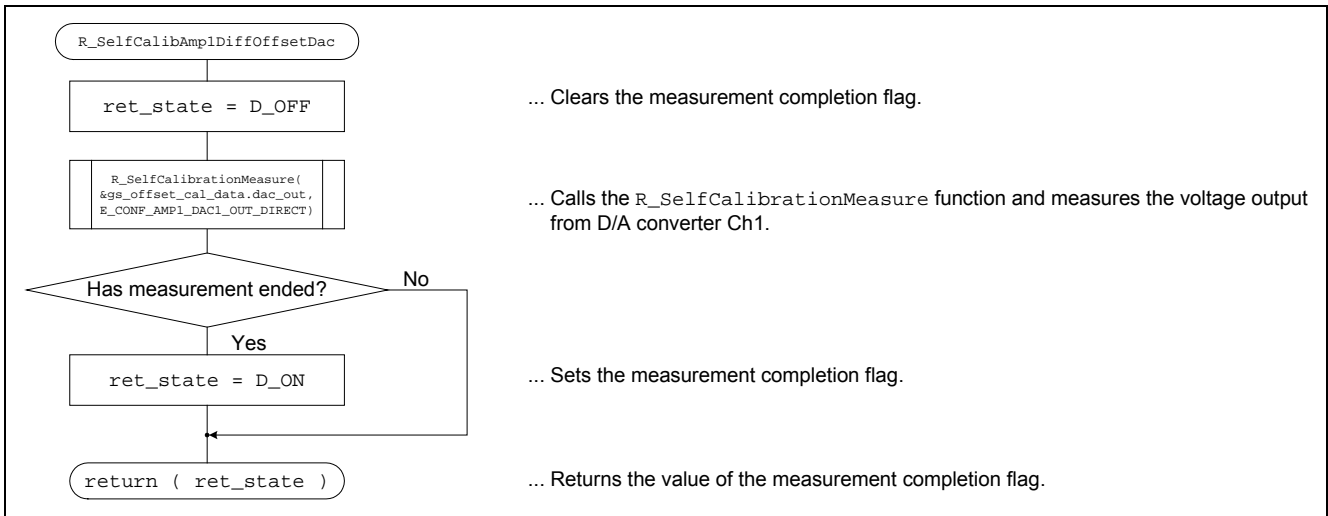 R_SelfCalibAmp1DiffOffsetDac
ret_state = D_OFF
... Clears the measurement completion flag.
R_SelfCalibrationMeasure(
&gs_offset_cal_data.dac_out,
E_CONF_AMP1_DAC1_OUT_DIRECT)
... Calls the R_SelfCalibrationMeasure function and measures the voltage output
from D/A converter Ch1.
Has measurement ended?
No
Yes
ret_state = D_ON
... Sets the measurement completion flag.
return ( ret_state )
... Returns the value of the measurement completion flag.